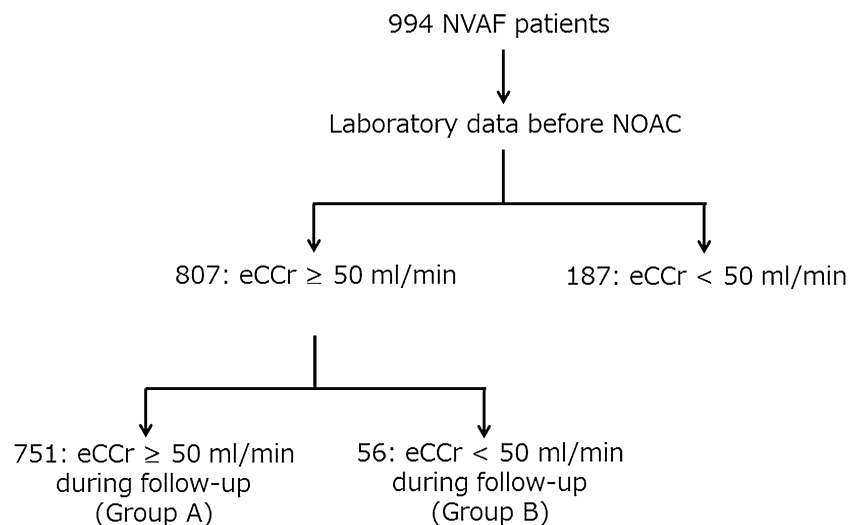 994 NVAF patients
Laboratory data before NOAC
807: eCCr ≥ 50 ml/min
187: eCCr < 50 ml/min
751: eCCr ≥ 50 ml/min
during follow-up
(Group A)
56: eCCr < 50 ml/min
during follow-up
(Group B)